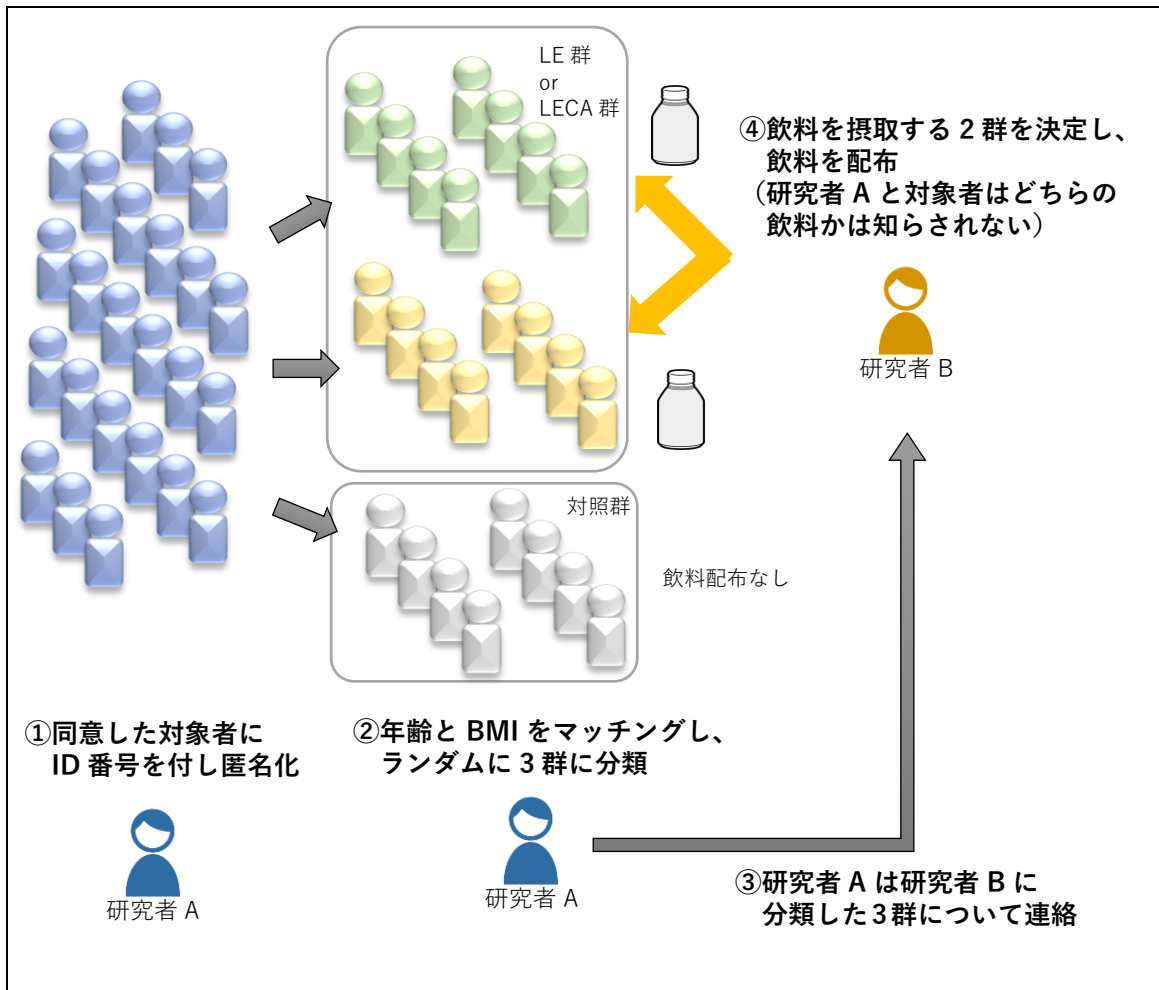 LE 群
or
LECA 群
④飲料を摂取する 2 群を決定し、
飲料を配布
（研究者 A と対象者はどちらの
飲料かは知らされない）
研究者 B
対照群
飲料配布なし
①同意した対象者に
ID 番号を付し匿名化
研究者 A
②年齢と BMI をマッチングし、
ランダムに 3 群に分類
研究者 A
③研究者 A は研究者 B に
分類した 3 群について連絡